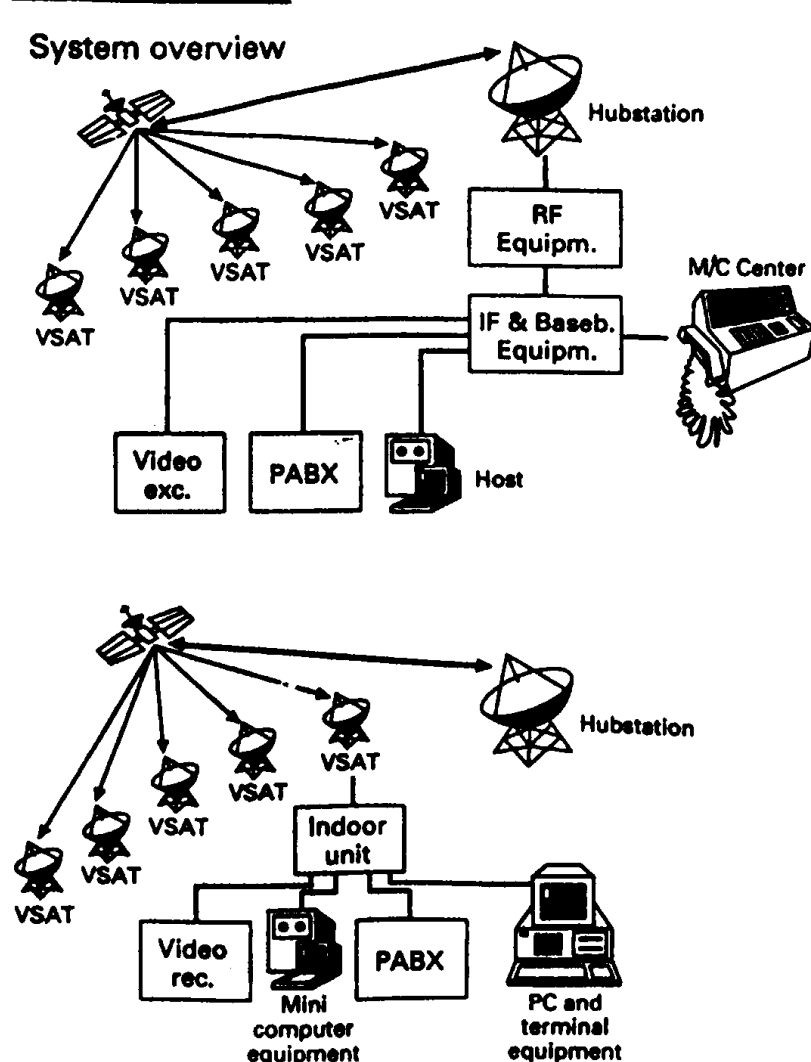 System overview
Hubstation
VSAT
VSAT
VSAT
VSAT
VSAT
RF
Equipm.
M/C Center
IF & Baseb.
Equipm.
Video
exc.
PABX
Host
Hubstation
VSAT
VSAT
VSAT
VSAT
VSAT
Indoor
unit
Video
rec.
Mini
computer
equipment
PABX
PC and
terminal
equipment